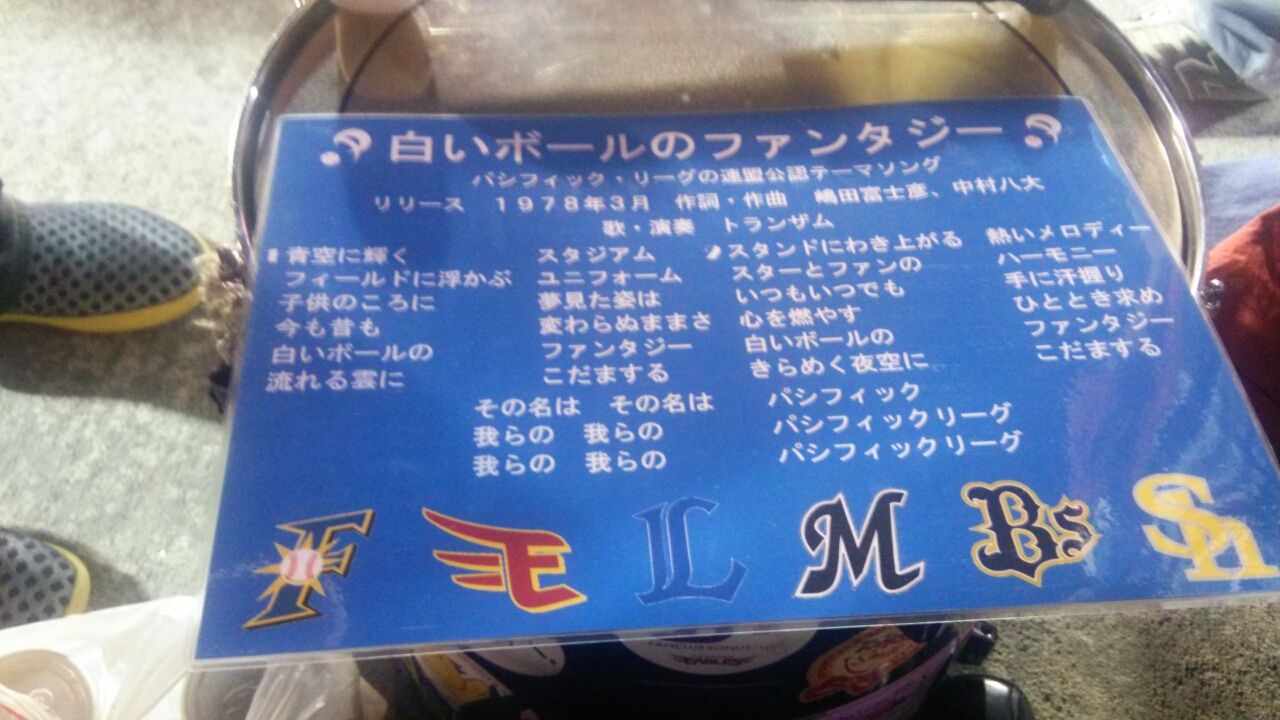 白いボールのファンタジー
パシフィック・リーグの連盟公認テーマソング
リリース　1978年3月　作詞・作曲　嶋田富士彦、中村八大
歌・演奏　トランザム
青空に輝く　スタジアム
フィールドに浮かぶ　ユニフォーム
子供のころに　夢見た姿は
今も昔も　変わらぬままさ
白いボールの　ファンタジー
流れる雲に　こだまする
スタンドにわき上がる　熱いメロディー
スターとファンの　ハーモニー
いつもいつでも　手に汗握り
心を燃やす　ひととき求め
白いボールの　ファンタジー
きらめく夜空に　こだまする
その名は　その名は　パシフィック
我らの　我らの　パシフィックリーグ
我らの　我らの　パシフィックリーグ
F
E
L
M
Bs
Sh
EAGLES